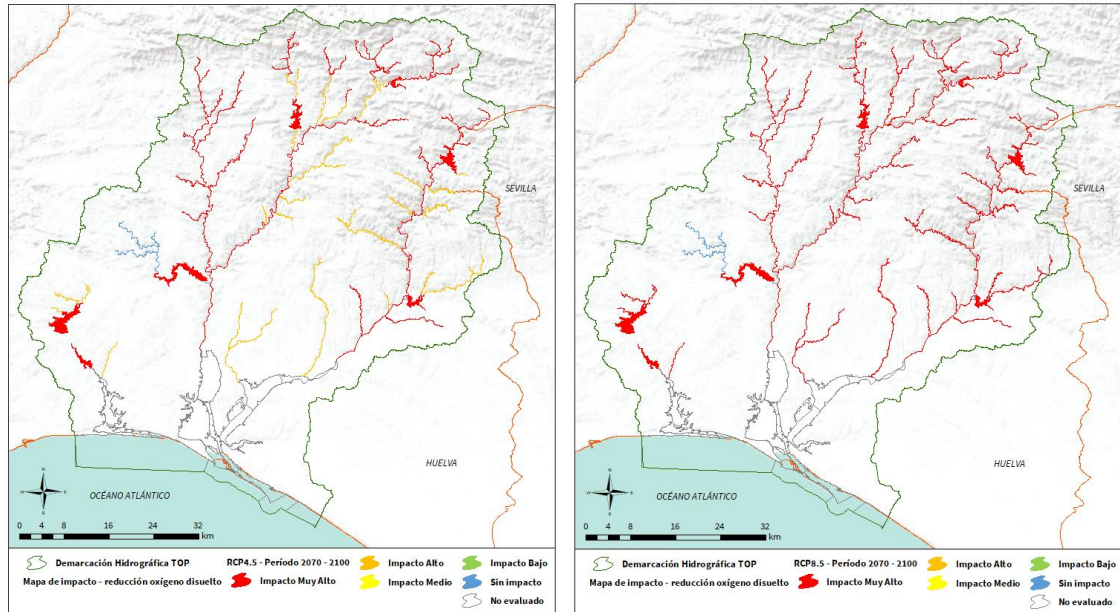 SEVILLA
HUELVA
OCÉANO ATLÁNTICO
N
W E
S
0 4 8 16 24 32
km
Demarcación Hidrográfica TOP
RCP4.5 - Período 2070 - 2100
Impacto Alto
Impacto Bajo
Mapa de impacto - reducción oxígeno disuelto
Impacto Muy Alto
Impacto Medio
Sin impacto
No evaluado
SEVILLA
HUELVA
OCÉANO ATLÁNTICO
N
W E
S
0 4 8 16 24 32
km
Demarcación Hidrográfica TOP
RCP8.5 - Período 2070 - 2100
Impacto Alto
Impacto Bajo
Mapa de impacto - reducción oxígeno disuelto
Impacto Muy Alto
Impacto Medio
Sin impacto
No evaluado